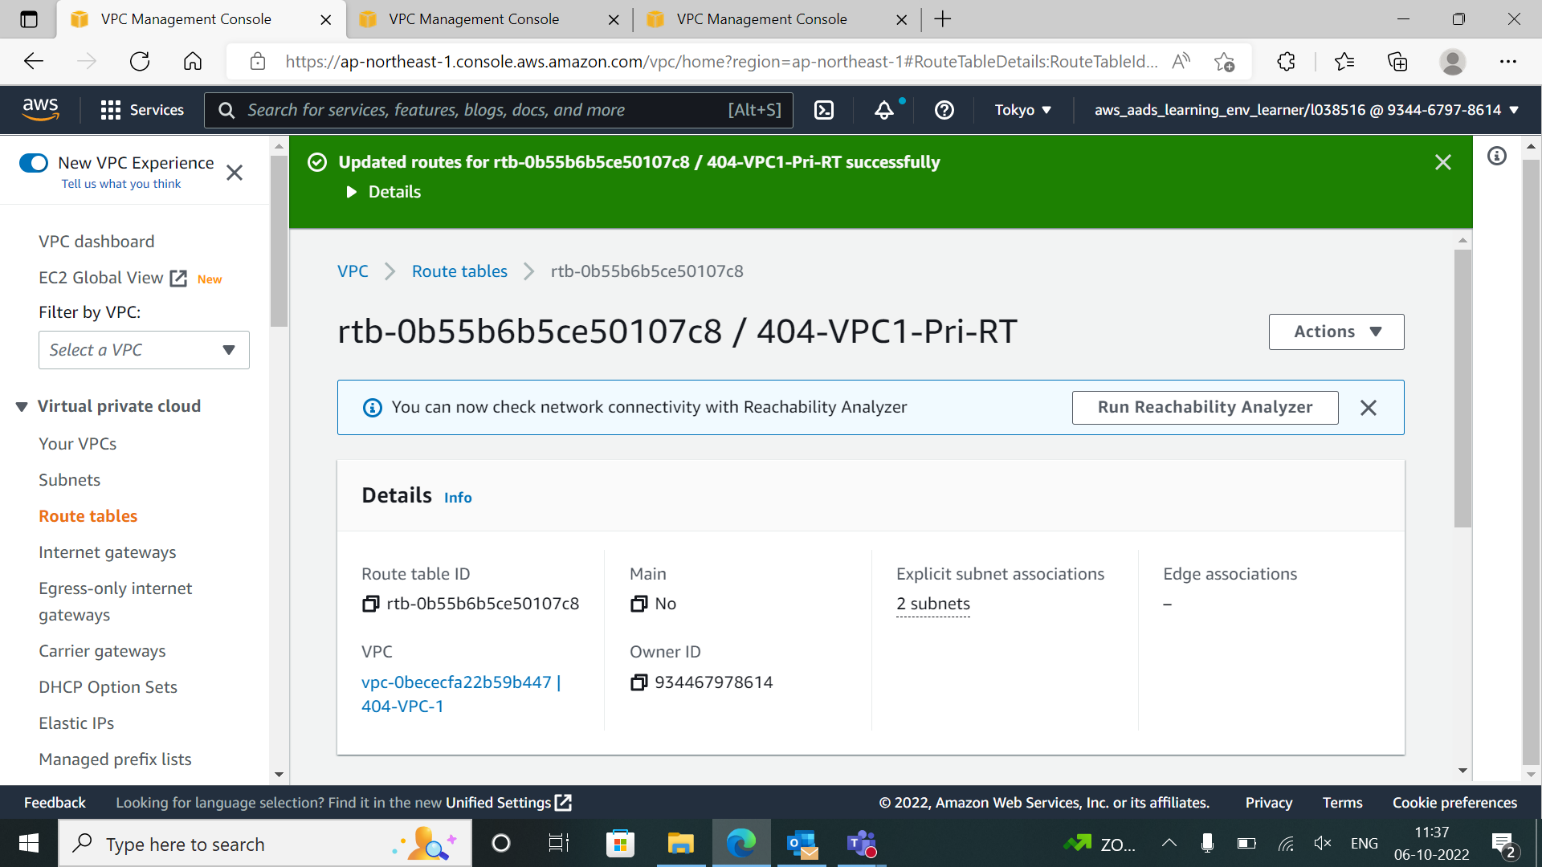 VPC Management Console
VPC Management Console
VPC Management Console
https://ap-northeast-1.console.aws.amazon.com/vpc/home?region=ap-northeast-1#RouteTableDetails:RouteTableId...
aws
Services
Search for services, features, blogs, docs, and more
[Alt+S]
Tokyo
aws_aads_learning_env_learner/l038516 @ 9344-6797-8614
New VPC Experience
Tell us what you think
VPC dashboard
EC2 Global View New
Filter by VPC:
Select a VPC
Virtual private cloud
Your VPCs
Subnets
Route tables
Internet gateways
Egress-only internet
gateways
Carrier gateways
DHCP Option Sets
Elastic IPs
Managed prefix lists
Updated routes for rtb-0b55b6b5ce50107c8 / 404-VPC1-Pri-RT successfully
Details
VPC
Route tables
rtb-0b55b6b5ce50107c8
rtb-0b55b6b5ce50107c8 / 404-VPC1-Pri-RT
Actions
You can now check network connectivity with Reachability Analyzer
Run Reachability Analyzer
Details Info
Route table ID
rtb-0b55b6b5ce50107c8
Main
No
Explicit subnet associations
2 subnets
Edge associations
–
VPC
vpc-0bececfa22b59b447 |
404-VPC-1
Owner ID
934467978614
Feedback
Looking for language selection? Find it in the new Unified Settings
© 2022, Amazon Web Services, Inc. or its affiliates.
Privacy
Terms
Cookie preferences
Type here to search
ZO...
ENG
11:37
06-10-2022
2